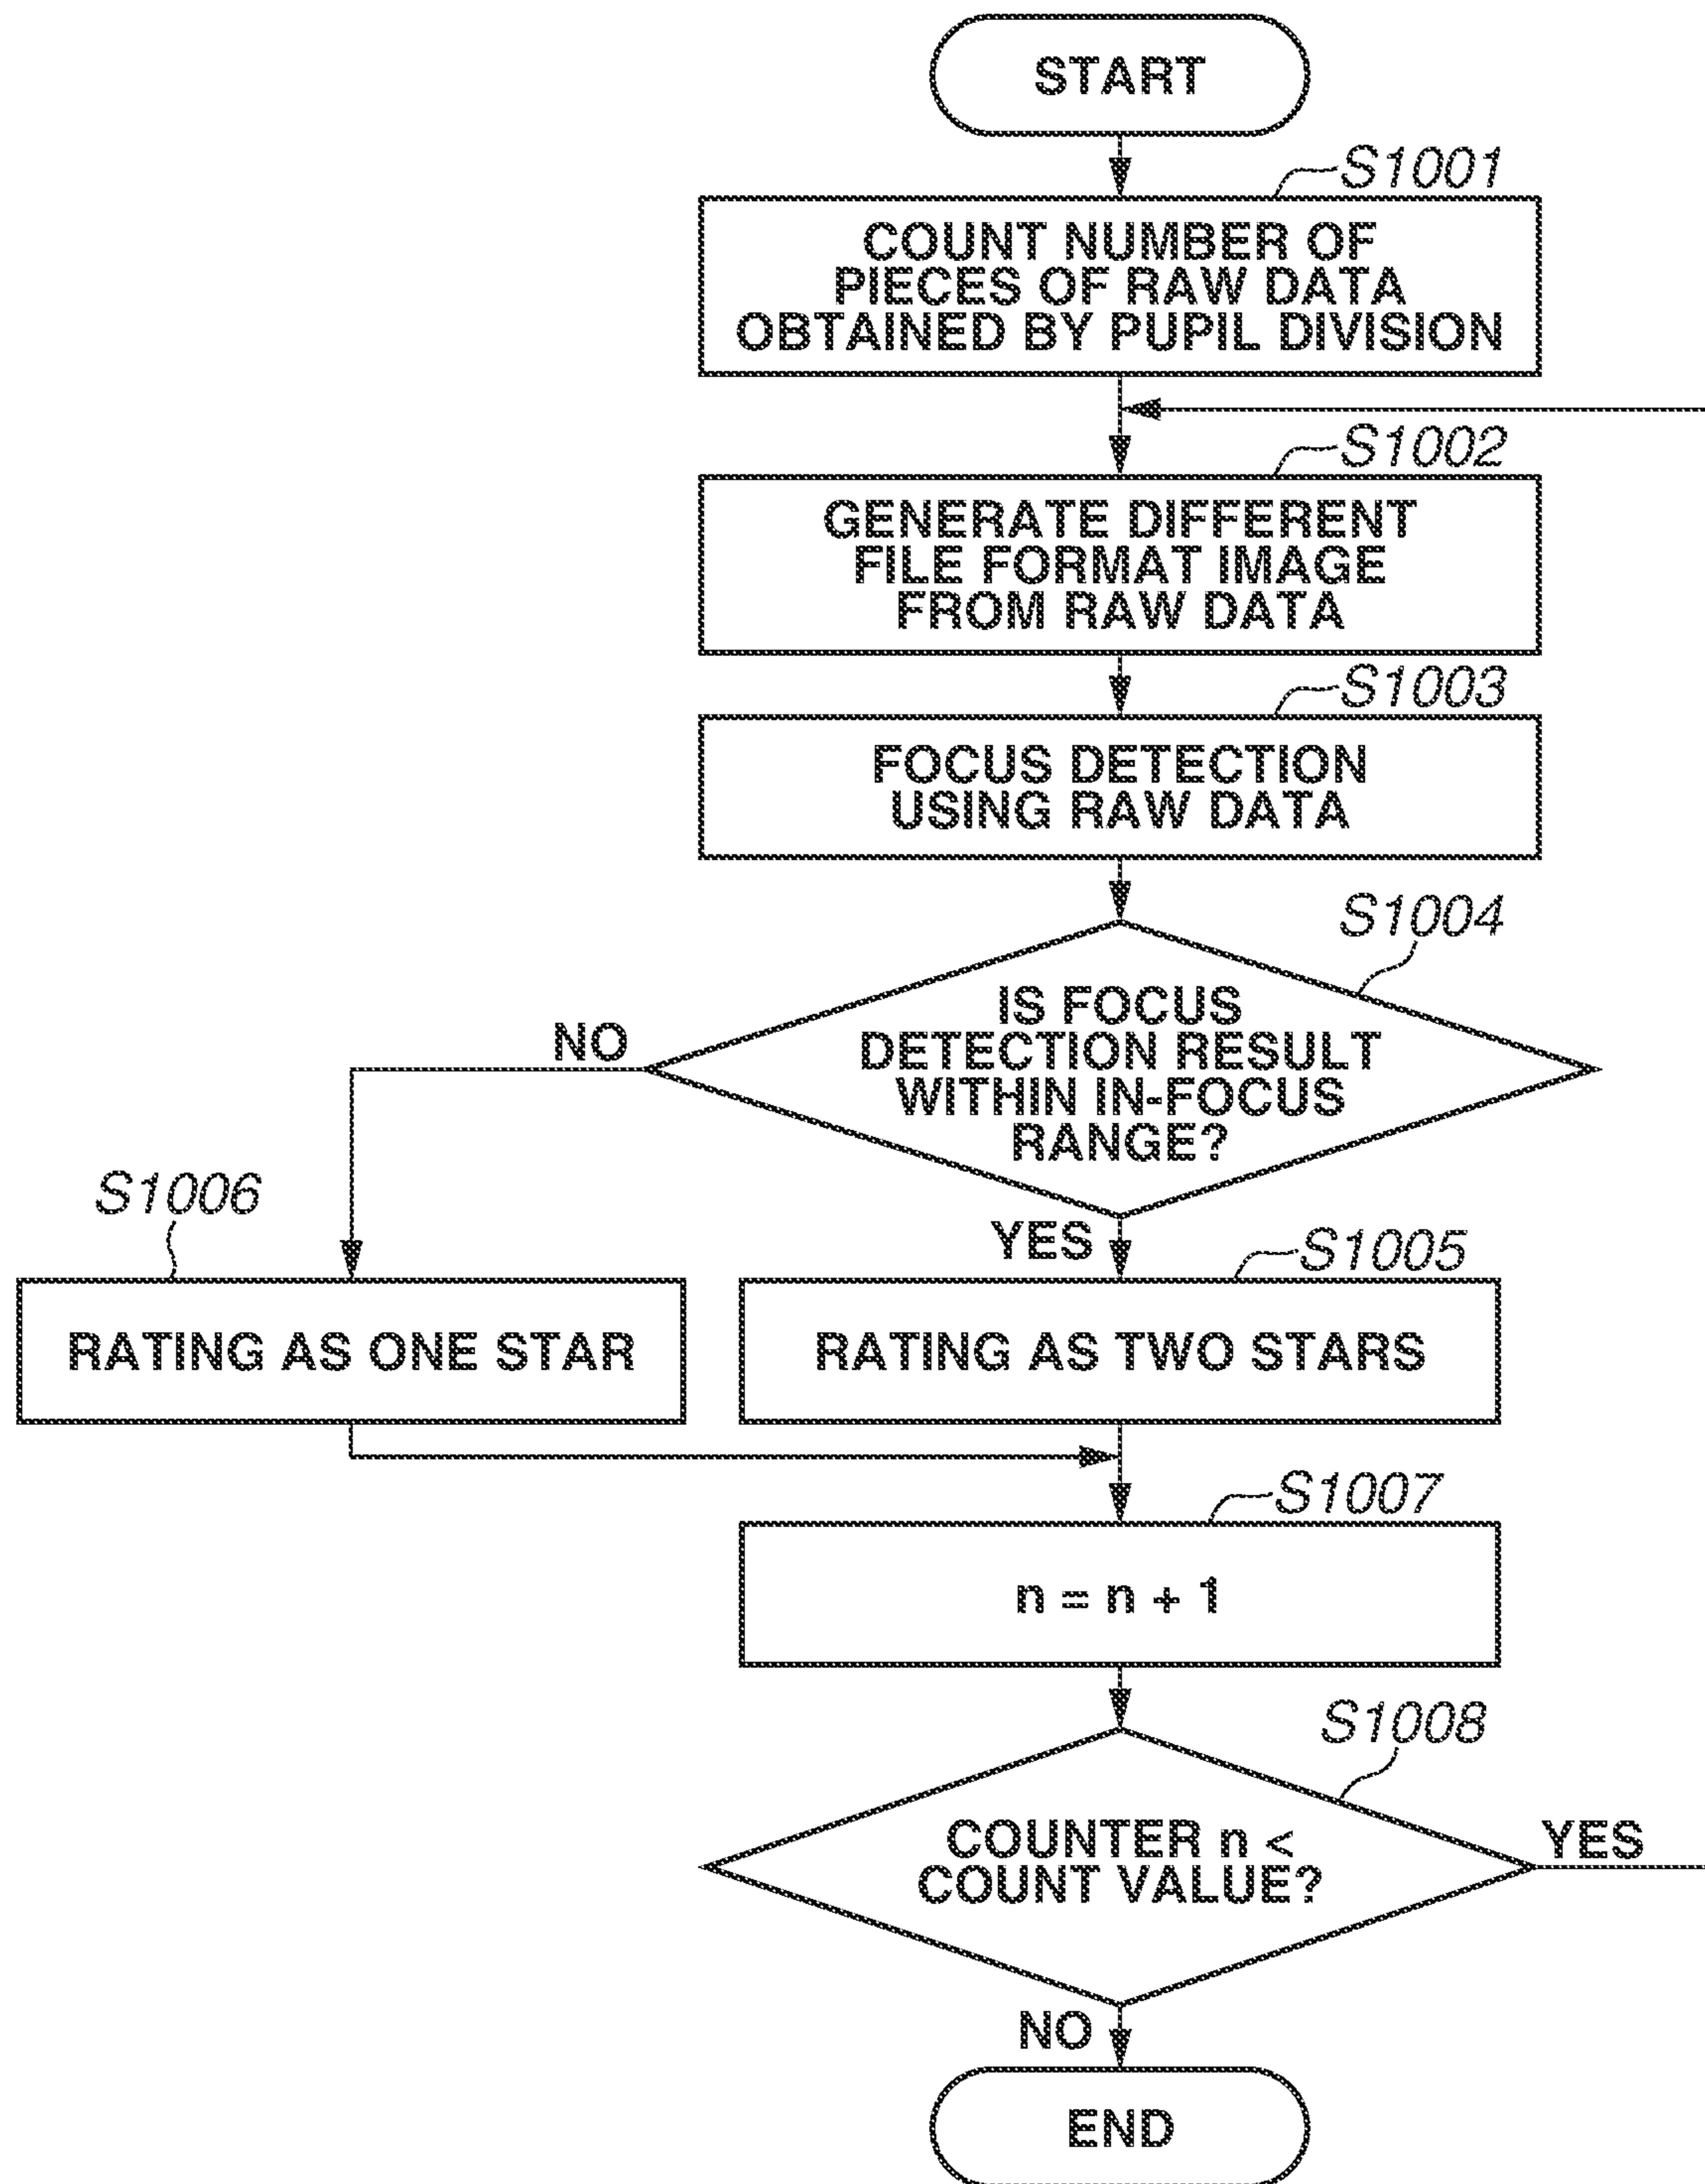 START
S1001
COUNT NUMBER OF
PIECES OF RAW DATA
OBTAINED BY PUPIL DIVISION
S1002
GENERATE DIFFERENT
FILE FORMAT IMAGE
FROM RAW DATA
S1003
FOCUS DETECTION
USING RAW DATA
S1004
IS FOCUS
DETECTION RESULT
WITHIN IN-FOCUS
RANGE?
NO
YES
S1006
RATING AS ONE STAR
S1005
RATING AS TWO STARS
S1007
n = n + 1
S1008
COUNTER n <
COUNT VALUE?
YES
NO
END